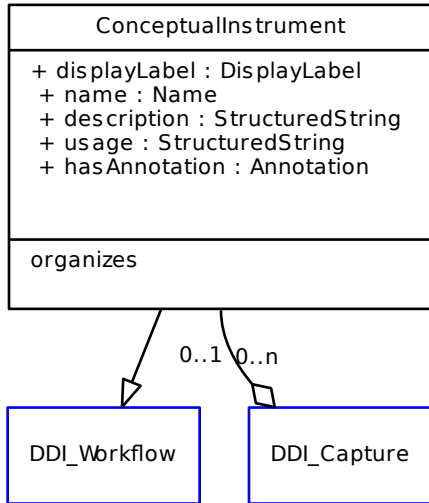 ConceptualInstrument
+ displayLabel : DisplayLabel
+ name : Name
+ description : StructuredString
+ usage : StructuredString
+ hasAnnotation : Annotation
organizes
0..1 0..n
DDI_Workflow DDI_Capture